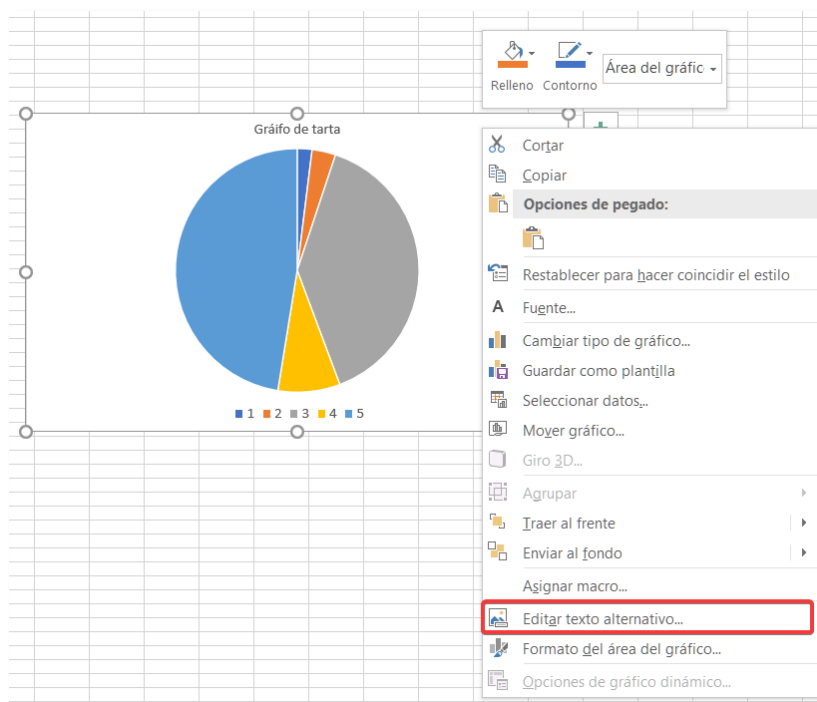 Relleno Contorno
Área del gráfic
Gráifo de tarta
1 2 3 4 5
Cortar
Copiar
Opciones de pegado:
Restablecer para hacer coincidir el estilo
Fuente...
Cambiar tipo de gráfico...
Guardar como plantilla
Seleccionar datos...
Mover gráfico...
Giro 3D...
Agrupar
Traer al frente
Enviar al fondo
Asignar macro...
Editar texto alternativo...
Formato del área del gráfico...
Opciones de gráfico dinámico...